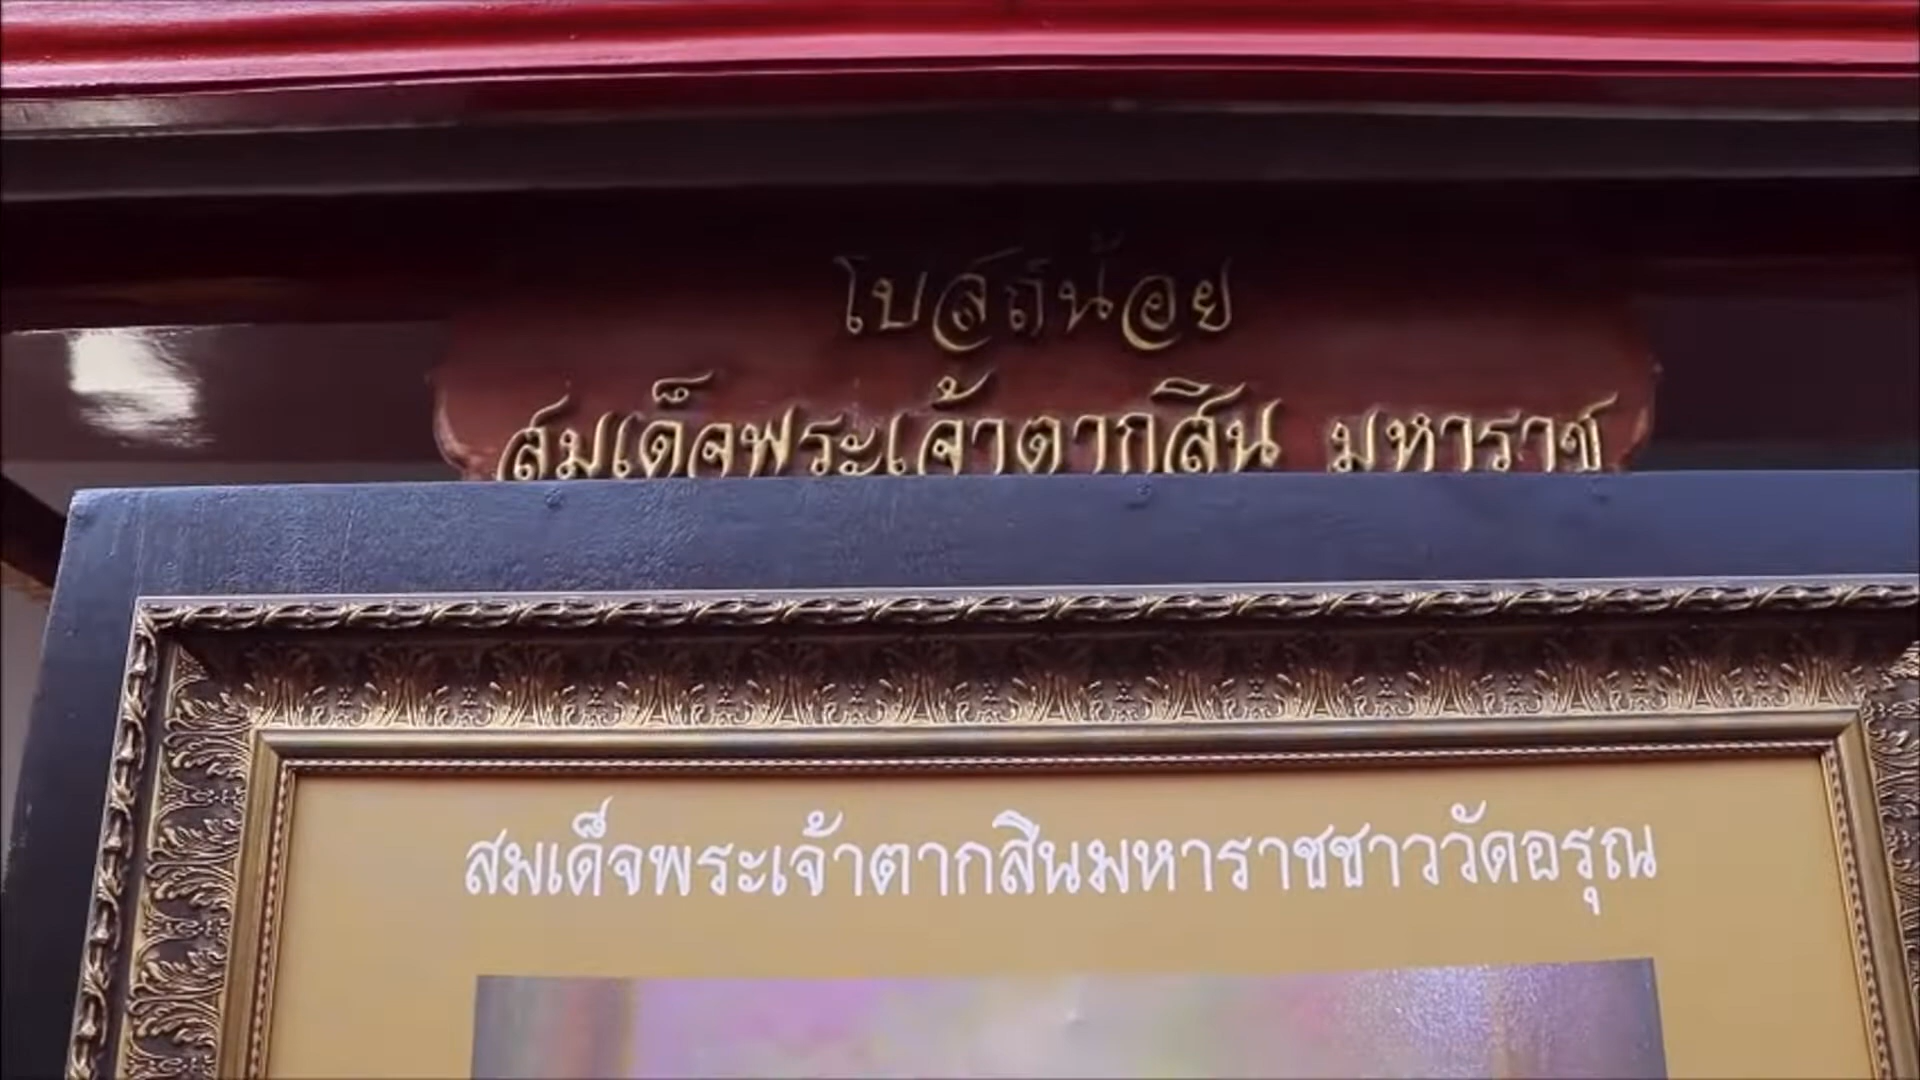 โบสถ์น้อย
สมเด็จพระเจ้าตากสิน มหาราช
สมเด็จพระเจ้าตากสินมหาราชชาววัดอรุณ